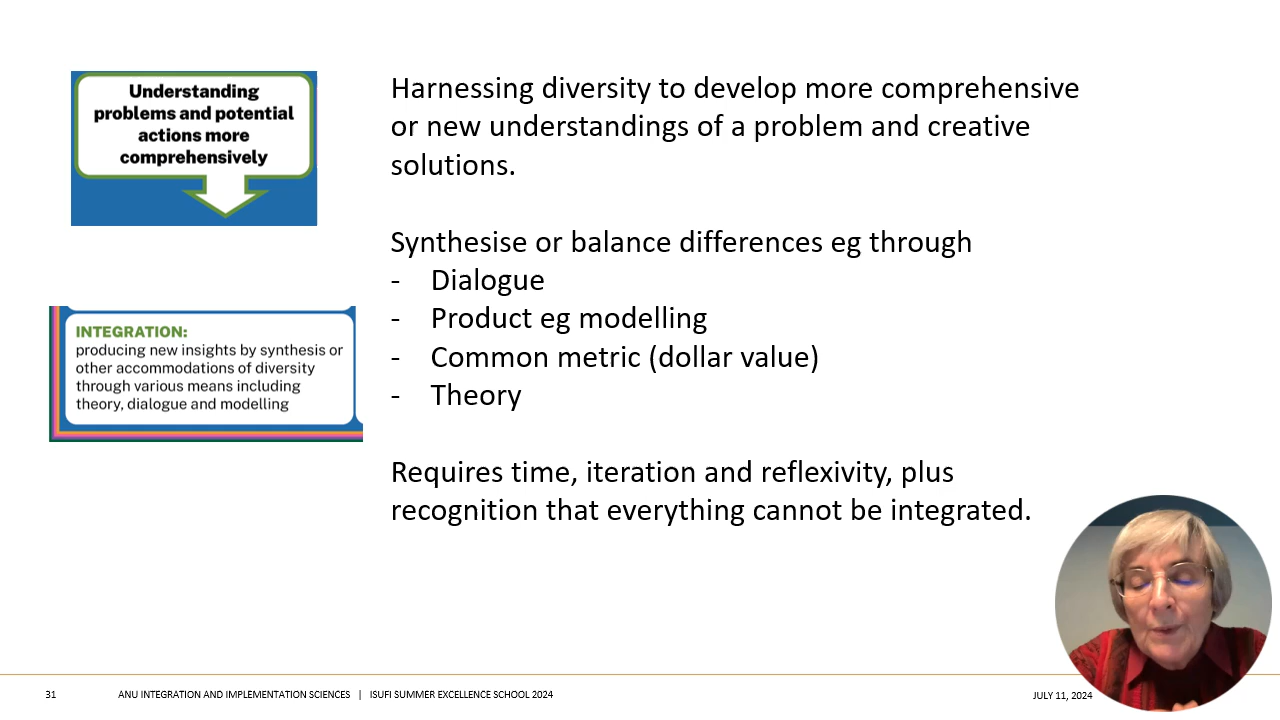 Understanding
problems and potential
actions more
comprehensively
INTEGRATION:
producing new insights by synthesis or
other accommodations of diversity
through various means including
theory, dialogue and modelling
Harnessing diversity to develop more comprehensive
or new understandings of a problem and creative
solutions.
Synthesise or balance differences eg through
- Dialogue
- Product eg modelling
- Common metric (dollar value)
- Theory
Requires time, iteration and reflexivity, plus
recognition that everything cannot be integrated.
31 ANU INTEGRATION AND IMPLEMENTATION SCIENCES | ISUFI SUMMER EXCELLENCE SCHOOL 2024 JULY 11, 2024